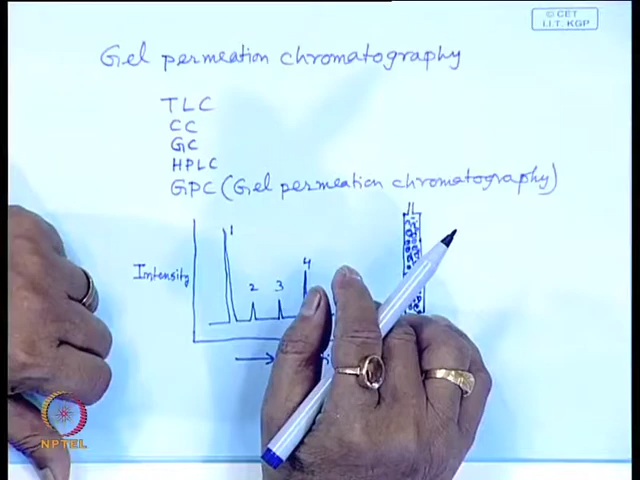 © CET
I.I.T. KGP
Gel permeation chromatography
TLC
CC
GC
HPLC
GPC (Gel permeation chromatography)
1
4
Intensity
2 3
NPTEL